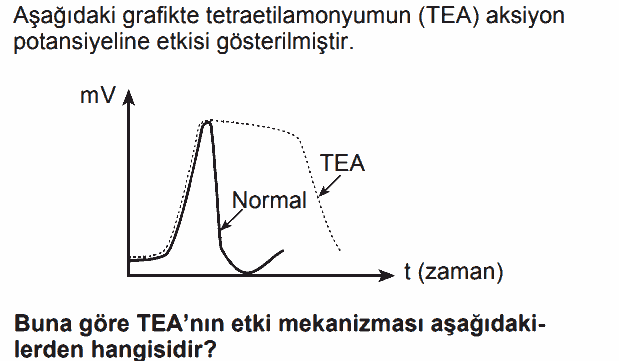 Aşağıdaki grafikte tetraetilamonyumun (TEA) aksiyon
potansiyeline etkisi gösterilmiştir.
mV
TEA
Normal
t (zaman)
Buna göre TEA'nın etki mekanizması aşağıdaki-
lerden hangisidir?